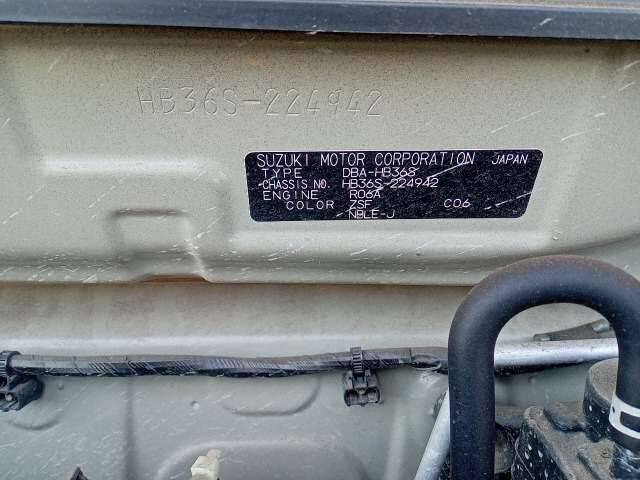 HB36S-224942
SUZUKI MOTOR CORPORATION JAPAN
TYPE DBA-HB36S
CHASSIS NO. HB36S-224942
ENGINE R06A
COLOR ZSF C06
NBLE-J